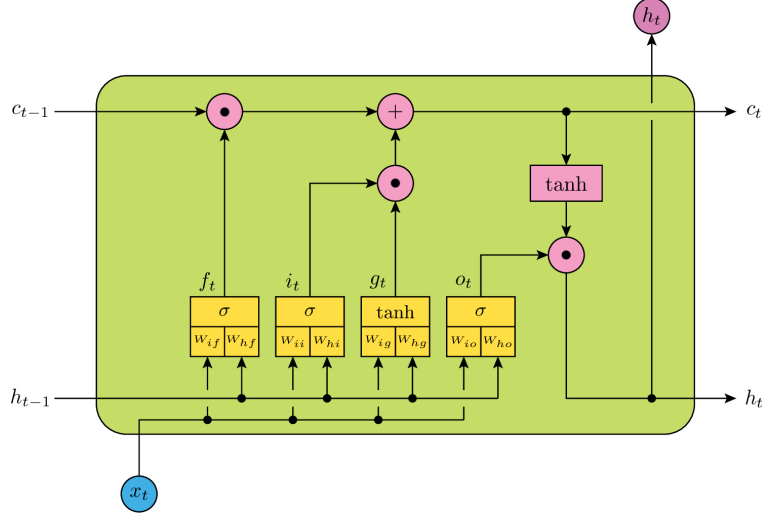 h_t
c_{t−1} + c_t
tanh
f_t i_t g_t o_t
σ σ tanh σ
W_{if} W_{hf} W_{ii} W_{hi} W_{ig} W_{hg} W_{io} W_{ho}
h_{t−1} h_t
x_t